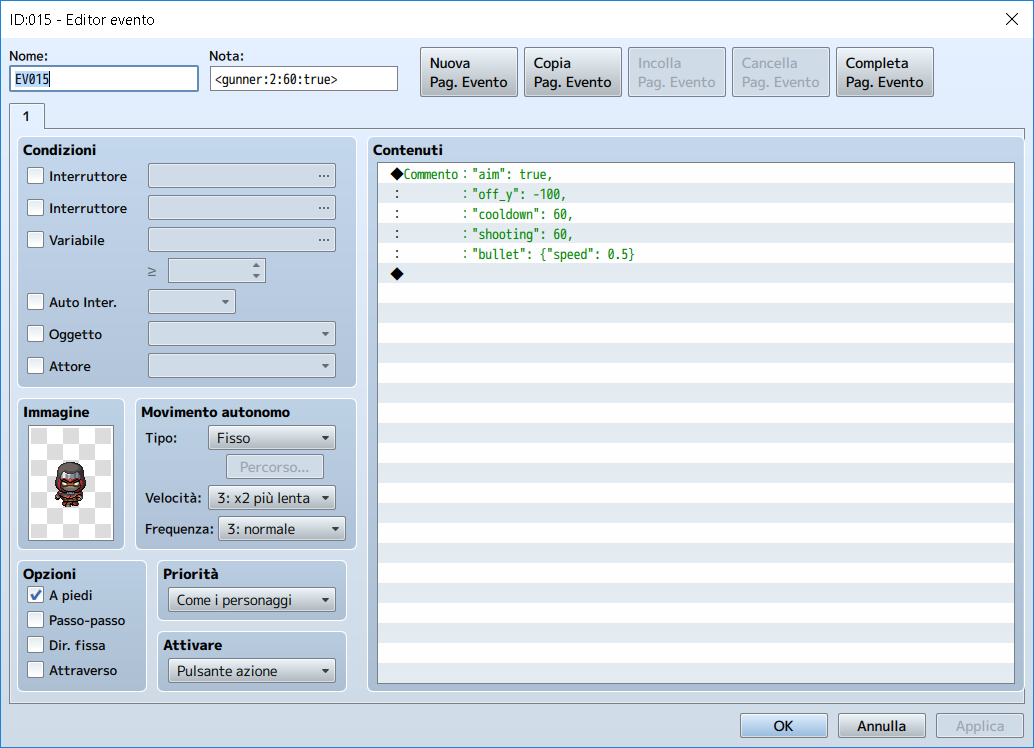 ID:015 - Editor evento
Nome:
EV015
Nota:
<gunner:2:60:true>
Nuova
Pag. Evento
Copia
Pag. Evento
Incolla
Pag. Evento
Cancella
Pag. Evento
Completa
Pag. Evento
1
Condizioni
Interruttore
...
Interruttore
...
Variabile
...
≥
Auto Inter.
Oggetto
Attore
Immagine
Movimento autonomo
Tipo:
Fisso
Percorso...
Velocità:
3: x2 più lenta
Frequenza:
3: normale
Opzioni
A piedi
Passo-passo
Dir. fissa
Attraverso
Priorità
Come i personaggi
Attivare
Pulsante azione
Contenuti
◆Commento : "aim": true,
: : "off_y": -100,
: : "cooldown": 60,
: : "shooting": 60,
: : "bullet": {"speed": 0.5}
◆
OK
Annulla
Applica